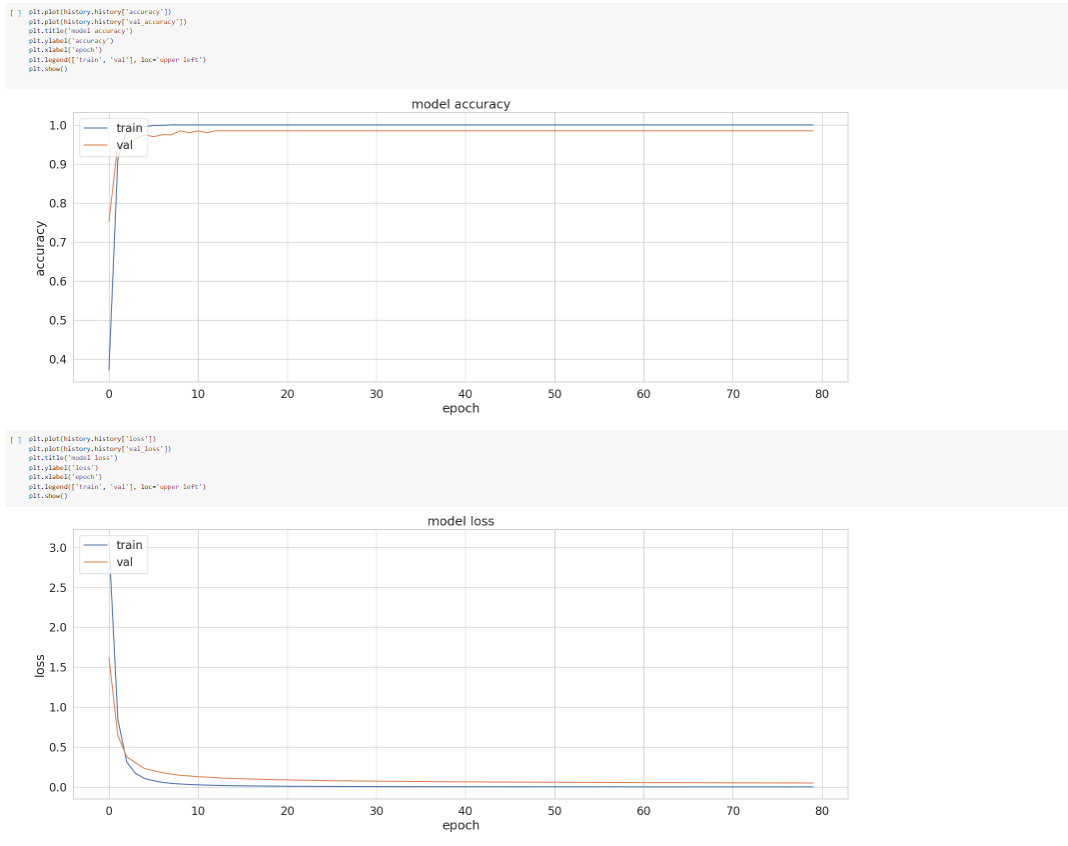 [ ] plt.plot(history.history['accuracy'])
plt.plot(history.history['val_accuracy'])
plt.title('model accuracy')
plt.ylabel('accuracy')
plt.xlabel('epoch')
plt.legend(['train', 'val'], loc='upper left')
plt.show()
model accuracy
train
val
1.0
0.9
0.8
0.7
0.6
0.5
0.4
accuracy
0 10 20 30 40 50 60 70 80
epoch
[ ] plt.plot(history.history['loss'])
plt.plot(history.history['val_loss'])
plt.title('model loss')
plt.ylabel('loss')
plt.xlabel('epoch')
plt.legend(['train', 'val'], loc='upper left')
plt.show()
model loss
train
val
3.0
2.5
2.0
1.5
1.0
0.5
0.0
loss
0 10 20 30 40 50 60 70 80
epoch